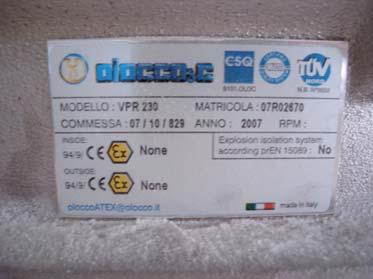 olocco
CSQ
9151.OLOC
TÜV
NORD
MODELLO : VPR 230
MATRICOLA : 07R02670
COMMESSA : 07 / 10 / 829
ANNO : 2007
RPM :
INSIDE:
94/9/ CE Ex None
Explosion isolation system
according prEN 15089 : No
OUTSIDE:
94/9/ CE Ex None
oloccoATEX@olocco.it
made in Italy